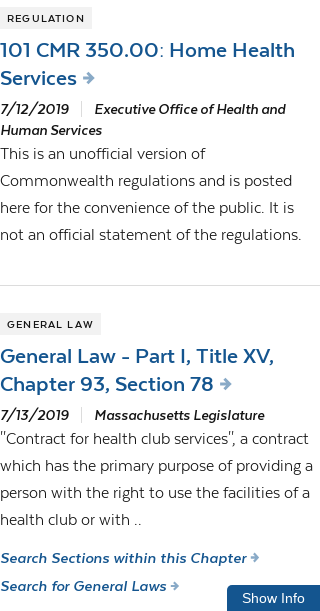 REGULATION
101 CMR 350.00: Home Health
Services
7/12/2019 Executive Office of Health and
Human Services
This is an unofficial version of
Commonwealth regulations and is posted
here for the convenience of the public. It is
not an official statement of the regulations.
GENERAL LAW
General Law - Part I, Title XV,
Chapter 93, Section 78
7/13/2019 Massachusetts Legislature
"Contract for health club services", a contract
which has the primary purpose of providing a
person with the right to use the facilities of a
health club or with ..
Search Sections within this Chapter
Search for General Laws
Show Info